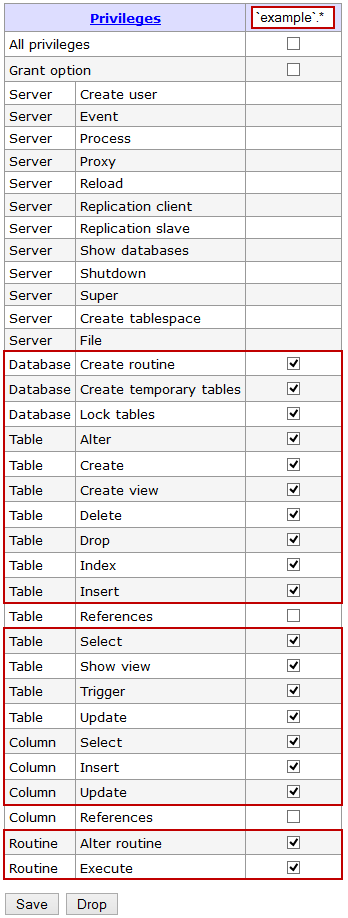 Privileges `example`.*
All privileges
Grant option
Server Create user
Server Event
Server Process
Server Proxy
Server Reload
Server Replication client
Server Replication slave
Server Show databases
Server Shutdown
Server Super
Server Create tablespace
Server File
Database Create routine
Database Create temporary tables
Database Lock tables
Table Alter
Table Create
Table Create view
Table Delete
Table Drop
Table Index
Table Insert
Table References
Table Select
Table Show view
Table Trigger
Table Update
Column Select
Column Insert
Column Update
Column References
Routine Alter routine
Routine Execute
Save Drop